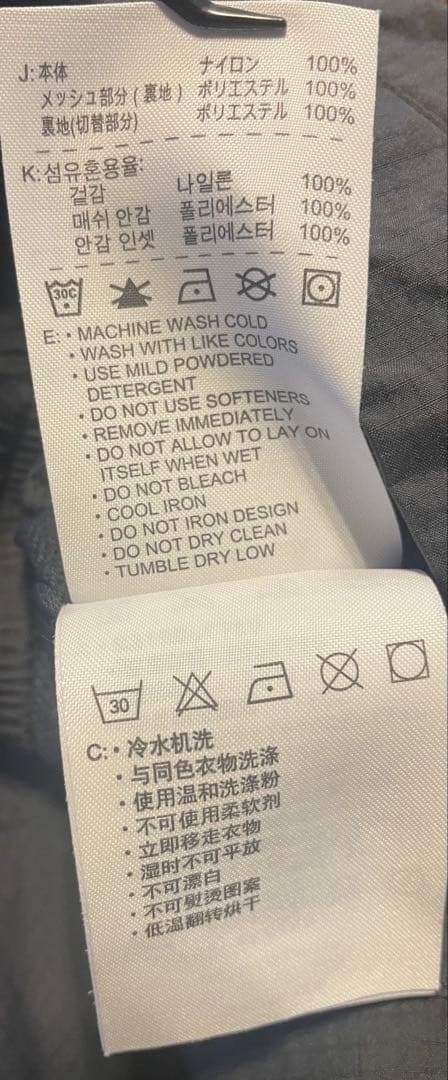 J:本体 ナイロン 100%
メッシュ部分(裏地) ポリエステル 100%
裏地(切替部分) ポリエステル 100%
K:섬유혼용율:
겉감 나일론 100%
매쉬 안감 폴리에스터 100%
안감 인셋 폴리에스터 100%
30C
E: • MACHINE WASH COLD
• WASH WITH LIKE COLORS
• USE MILD POWDERED
DETERGENT
• DO NOT USE SOFTENERS
• REMOVE IMMEDIATELY
• DO NOT ALLOW TO LAY ON
ITSELF WHEN WET
• DO NOT BLEACH
• COOL IRON
• DO NOT IRON DESIGN
• DO NOT DRY CLEAN
• TUMBLE DRY LOW
30
C: • 冷水机洗
• 与同色衣物洗涤
• 使用温和洗涤粉
• 不可使用柔软剂
• 立即移走衣物
• 湿时不可平放
• 不可漂白
• 不可熨烫图案
• 低温翻转烘干